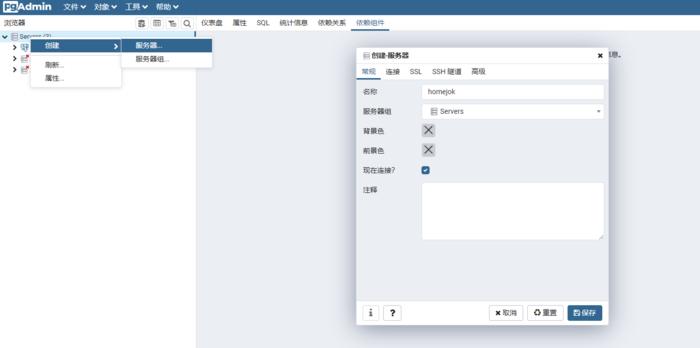 pgAdmin 文件 对象 工具 帮助
浏览器 仪表盘 属性 SQL 统计信息 依赖关系 依赖组件
Servers (3)
创建 服务器...
服务器组...
刷新...
属性...
创建-服务器
息。
常规 连接 SSL SSH 隧道 高级
名称 homejok
服务器组 Servers
背景色
前景色
现在连接?
注释
i ? 取消 重置 保存